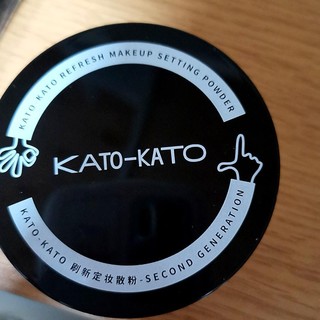 KATO KATO REFRESH MAKEUP SETTING POWDER
KATO-KATO
KATO-KATO 刷新定妆散粉-SECOND GENERATION